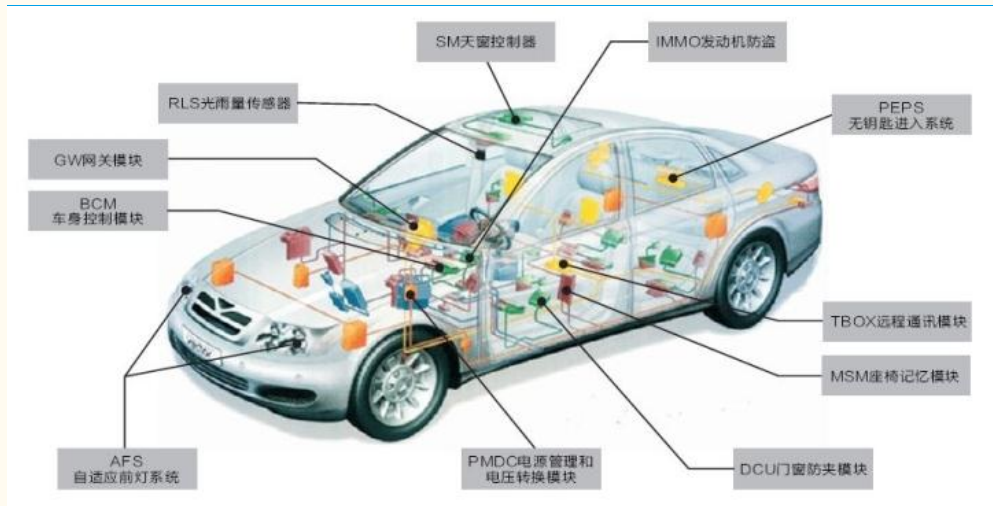 SM天窗控制器
IMMO发动机防盗
RLS光雨量传感器
PEPS
无钥匙进入系统
GW网关模块
BCM
车身控制模块
TBOX远程通讯模块
MSM座椅记忆模块
AFS
自适应前灯系统
PMDC电源管理和
电压转换模块
DCU门窗防夹模块